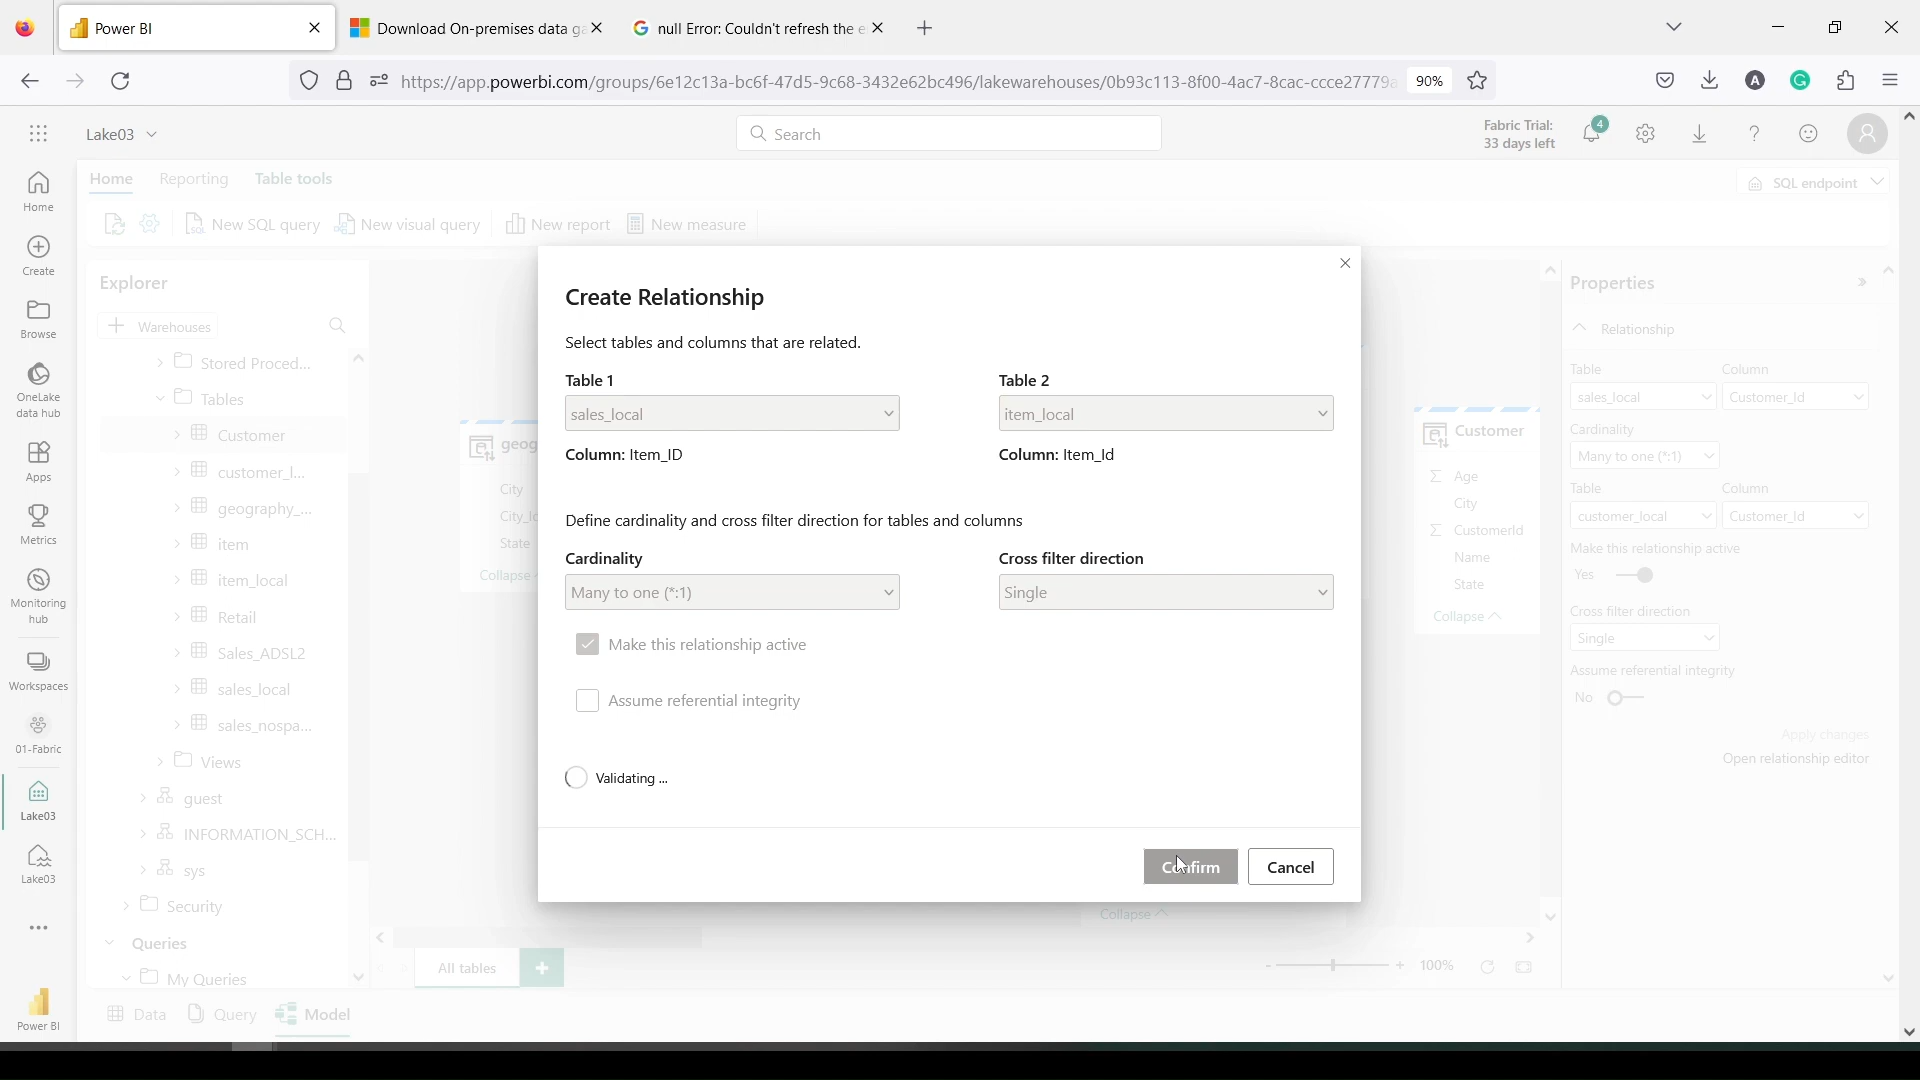 Power BI
Download On-premises data ga
null Error: Couldn't refresh the e
https://app.powerbi.com/groups/6e12c13a-bc6f-47d5-9c68-3432e62bc496/lakewarehouses/0b93c113-8f00-4ac7-8cac-ccce27779a
90%
Lake03
Search
Fabric Trial:
33 days left
4
Home
Reporting
Table tools
SQL endpoint
New SQL query
New visual query
New report
New measure
Home
Create
Browse
OneLake
data hub
Apps
Metrics
Monitoring
hub
Workspaces
01-Fabric
Lake03
Lake03
Power BI
Explorer
Warehouses
Stored Proced...
Tables
Customer
customer_l...
geography_...
item
item_local
Retail
Sales_ADSL2
sales_local
sales_nospa...
Views
guest
INFORMATION_SCH...
sys
Security
Queries
My Queries
geog
City
City_Id
State
Collapse
Create Relationship
Select tables and columns that are related.
Table 1
Table 2
sales_local
item_local
Column: Item_ID
Column: Item_Id
Define cardinality and cross filter direction for tables and columns
Cardinality
Cross filter direction
Many to one (*:1)
Single
Make this relationship active
Assume referential integrity
Validating ...
Confirm
Cancel
Customer
Age
City
CustomerId
Name
State
Collapse
Collapse
Properties
Relationship
Table
Column
sales_local
Customer_Id
Cardinality
Many to one (*:1)
Table
Column
customer_local
Customer_Id
Make this relationship active
Yes
Cross filter direction
Single
Assume referential integrity
No
Apply changes
Open relationship editor
All tables
100%
Data
Query
Model